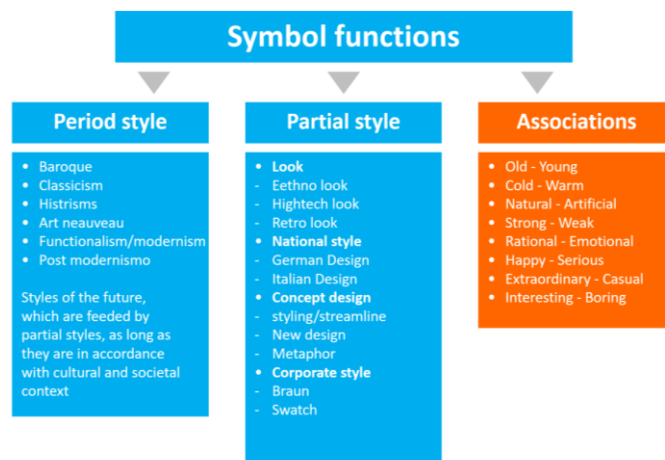 Symbol functions
Period style
• Baroque
• Classicism
• Histrisms
• Art neauveau
• Functionalism/modernism
• Post modernismo
Styles of the future,
which are feeded by
partial styles, as long as
they are in accordance
with cultural and societal
context
Partial style
• Look
- Eethno look
- Hightech look
- Retro look
• National style
- German Design
- Italian Design
• Concept design
- styling/streamline
- New design
- Metaphor
• Corporate style
- Braun
- Swatch
Associations
• Old - Young
• Cold - Warm
• Natural - Artificial
• Strong - Weak
• Rational - Emotional
• Happy - Serious
• Extraordinary - Casual
• Interesting - Boring